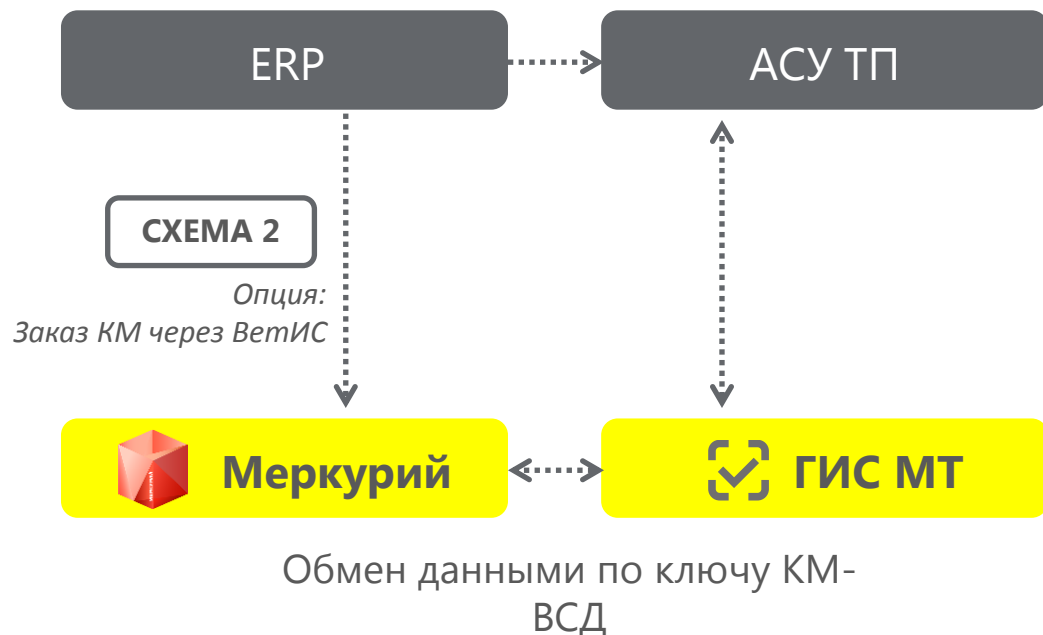 ERP
АСУ ТП
СХЕМА 2
Опция:
Заказ КМ через ВетИС
Меркурий
ГИС МТ
Обмен данными по ключу КМ-
ВСД